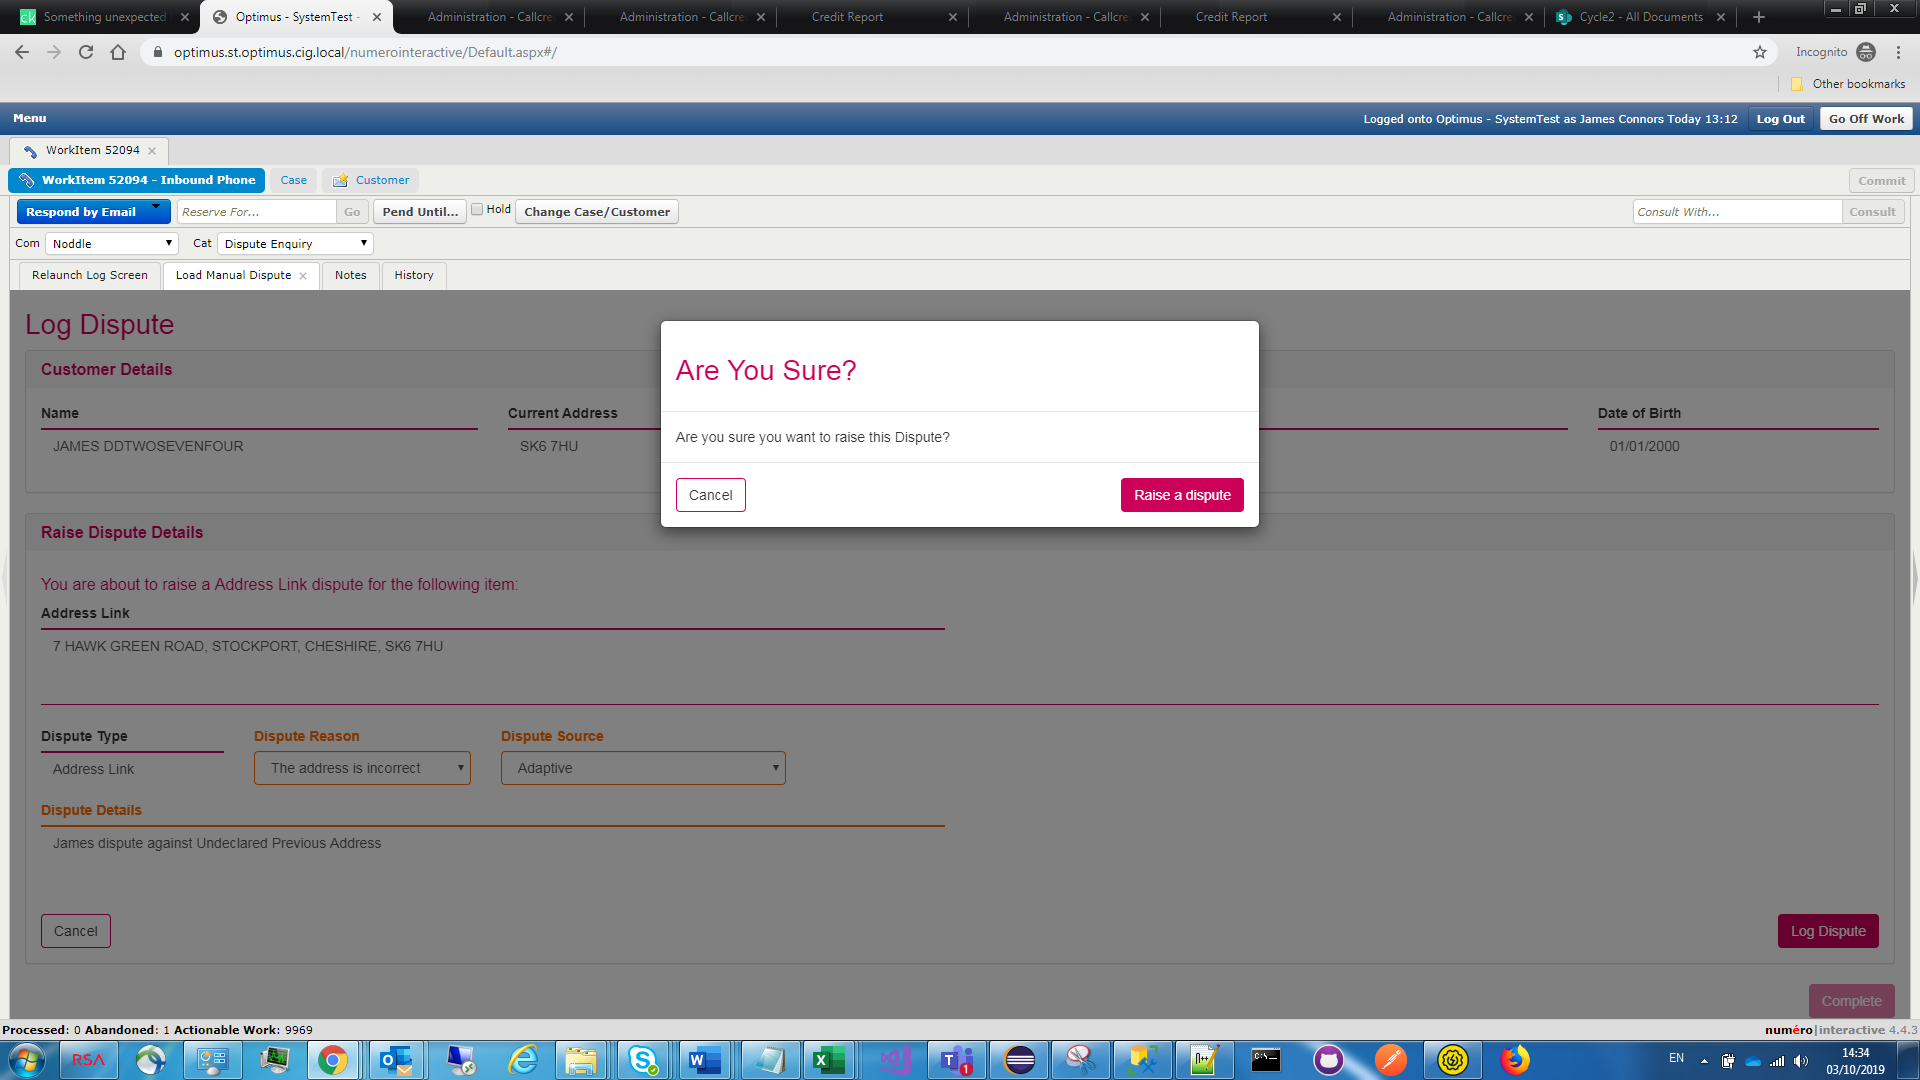 Something unexpected
Optimus - SystemTest -
Administration - Callcre
Administration - Callcre
Credit Report
Administration - Callcre
Credit Report
Administration - Callcre
Cycle2 - All Documents
optimus.st.optimus.cig.local/numerointeractive/Default.aspx#/
Incognito
Other bookmarks
Menu
Logged onto Optimus - SystemTest as James Connors Today 13:12
Log Out
Go Off Work
WorkItem 52094
WorkItem 52094 - Inbound Phone
Case
Customer
Commit
Respond by Email
Reserve For...
Go
Pend Until...
Hold
Change Case/Customer
Consult With...
Consult
Com
Noddle
Cat
Dispute Enquiry
Relaunch Log Screen
Load Manual Dispute
Notes
History
Log Dispute
Customer Details
Name
Current Address
Date of Birth
JAMES DDTWOSEVENFOUR
SK6 7HU
01/01/2000
Are You Sure?
Are you sure you want to raise this Dispute?
Cancel
Raise a dispute
Raise Dispute Details
You are about to raise a Address Link dispute for the following item:
Address Link
7 HAWK GREEN ROAD, STOCKPORT, CHESHIRE, SK6 7HU
Dispute Type
Dispute Reason
Dispute Source
Address Link
The address is incorrect
Adaptive
Dispute Details
James dispute against Undeclared Previous Address
Cancel
Log Dispute
Complete
Processed: 0 Abandoned: 1 Actionable Work: 9969
numéro|interactive 4.4.3
RSA
EN
14:34
03/10/2019